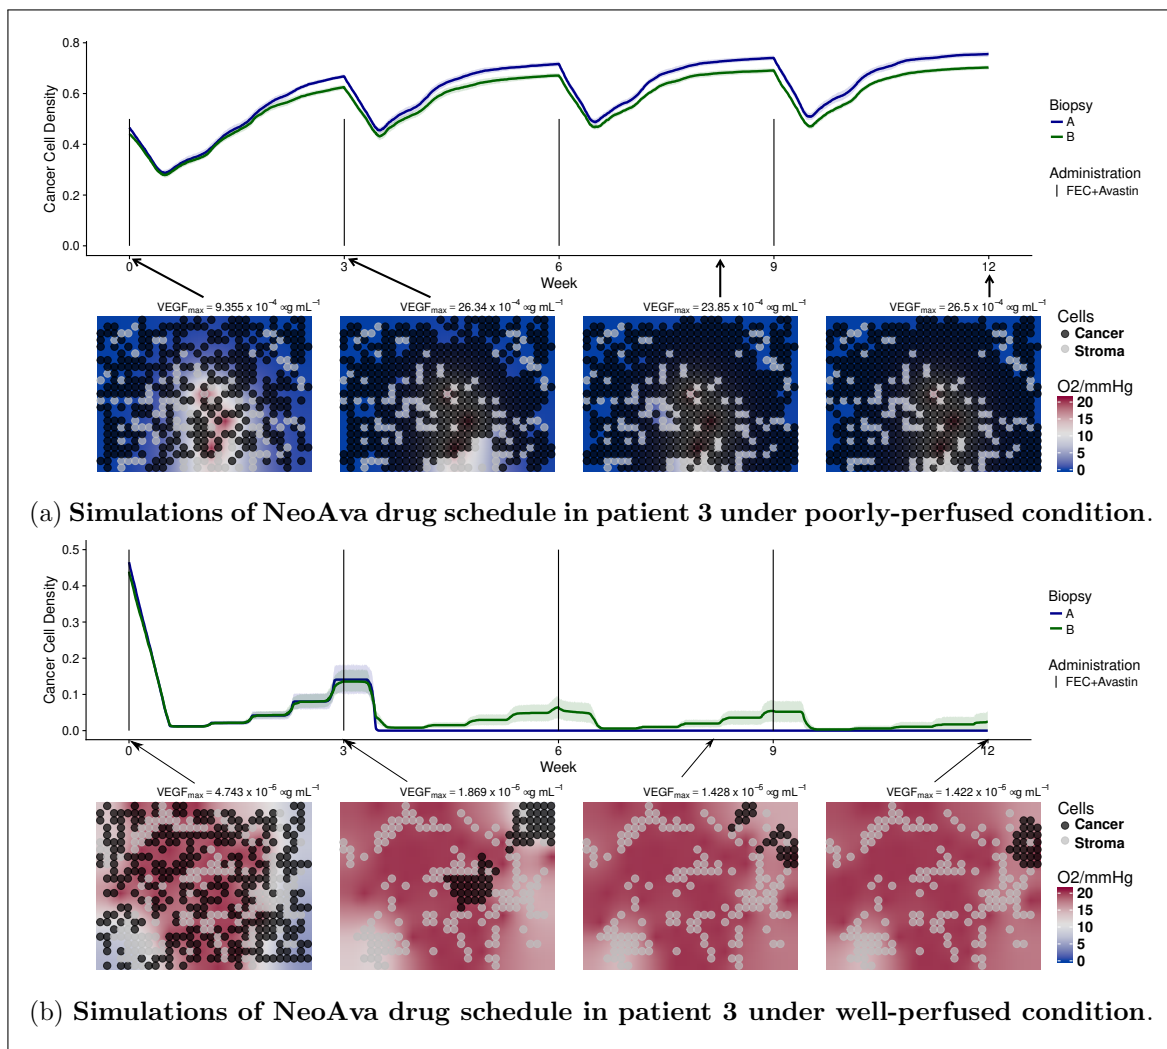 0.8
0.6
0.4
0.2
0.0
Cancer Cell Density
0 3 6 9 12
Week
Biopsy
A
B
Administration
FEC+Avastin
VEGFmax = 9.355 x 10⁻⁴ ∝g mL⁻¹ VEGFmax = 26.34 x 10⁻⁴ ∝g mL⁻¹ VEGFmax = 23.85 x 10⁻⁴ ∝g mL⁻¹ VEGFmax = 26.5 x 10⁻⁴ ∝g mL⁻¹
Cells
Cancer
Stroma
O2/mmHg
20
15
10
5
0
(a) Simulations of NeoAva drug schedule in patient 3 under poorly-perfused condition.
0.5
0.4
0.3
0.2
0.1
0.0
Cancer Cell Density
0 3 6 9 12
Week
Biopsy
A
B
Administration
FEC+Avastin
VEGFmax = 4.743 x 10⁻⁵ ∝g mL⁻¹ VEGFmax = 1.869 x 10⁻⁵ ∝g mL⁻¹ VEGFmax = 1.428 x 10⁻⁵ ∝g mL⁻¹ VEGFmax = 1.422 x 10⁻⁵ ∝g mL⁻¹
Cells
Cancer
Stroma
O2/mmHg
20
15
10
5
0
(b) Simulations of NeoAva drug schedule in patient 3 under well-perfused condition.